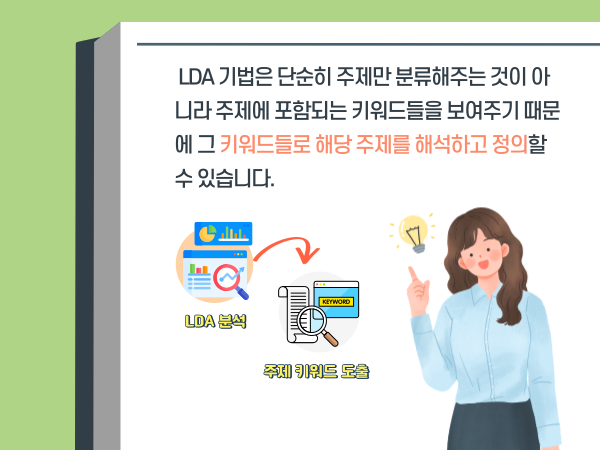 LDA 기법은 단순히 주제만 분류해주는 것이 아
니라 주제에 포함되는 키워드들을 보여주기 때문
에 그 키워드들로 해당 주제를 해석하고 정의할
수 있습니다.
LDA 분석
KEYWORD
주제 키워드 도출